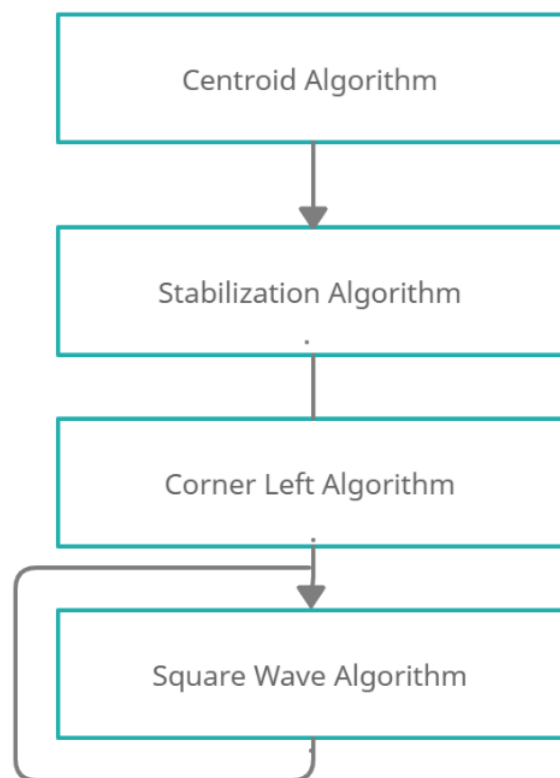 Centroid Algorithm
Stabilization Algorithm
Corner Left Algorithm
Square Wave Algorithm